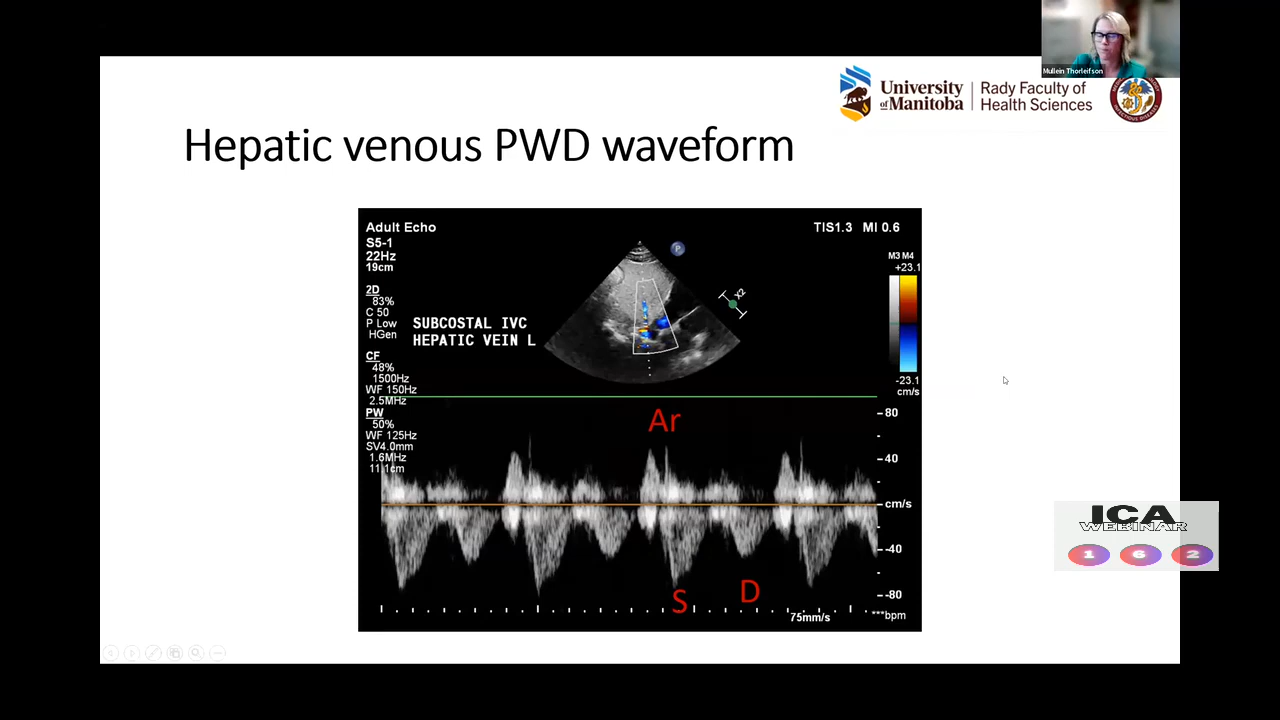 Mullein Thorleifson
University
of Manitoba
Rady Faculty of
Health Sciences
Hepatic venous PWD waveform
Adult Echo
TIS1.3 MI 0.6
S5-1
22Hz
19cm
2D
83%
C 50
P Low
HGen
CF
48%
1500Hz
WF 150Hz
2.5MHz
PW
50%
WF 125Hz
SV4.0mm
1.6MHz
11.1cm
SUBCOSTAL IVC
HEPATIC VEIN L
P
X2
M3 M4
+23.1
-23.1
cm/s
Ar
80
40
cm/s
-40
-80
S
D
75mm/s
***bpm
ICA
WEBINAR
1 6 2